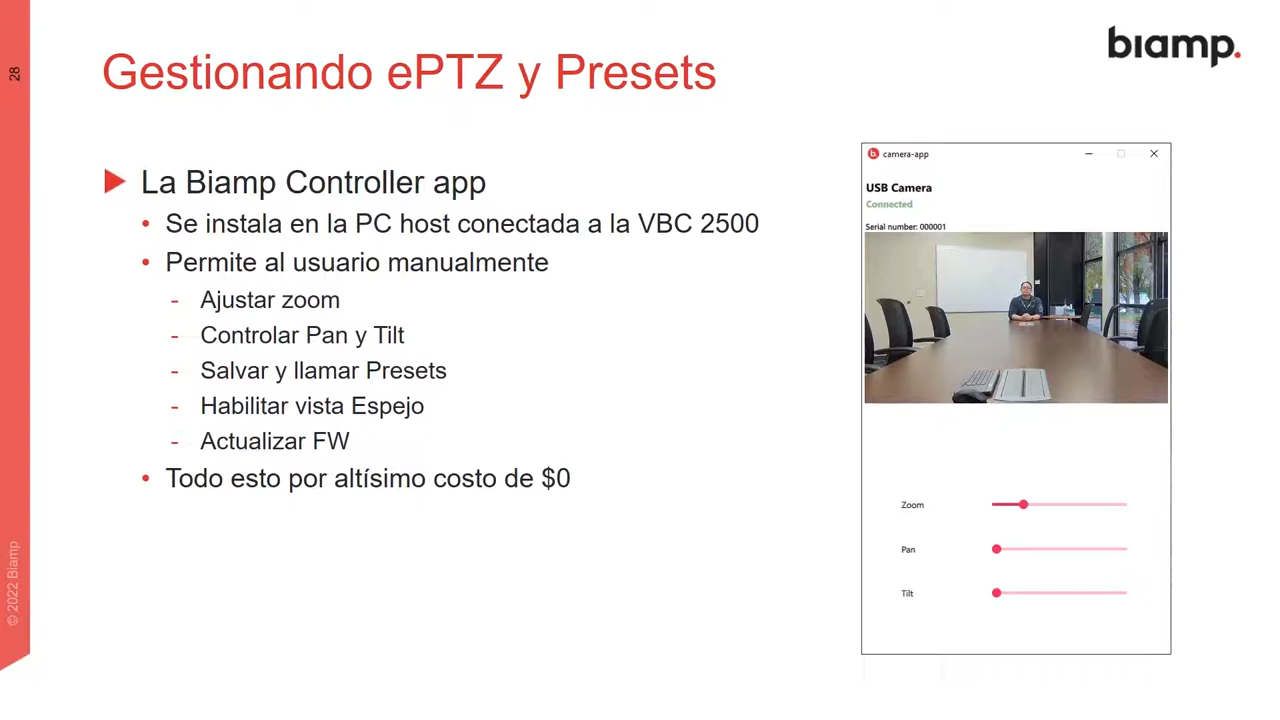 28
biamp.
Gestionando ePTZ y Presets
La Biamp Controller app
• Se instala en la PC host conectada a la VBC 2500
• Permite al usuario manualmente
- Ajustar zoom
- Controlar Pan y Tilt
- Salvar y llamar Presets
- Habilitar vista Espejo
- Actualizar FW
• Todo esto por altísimo costo de $0
camera-app
USB Camera
Connected
Serial number: 000001
Zoom
Pan
Tilt
© 2022 Biamp